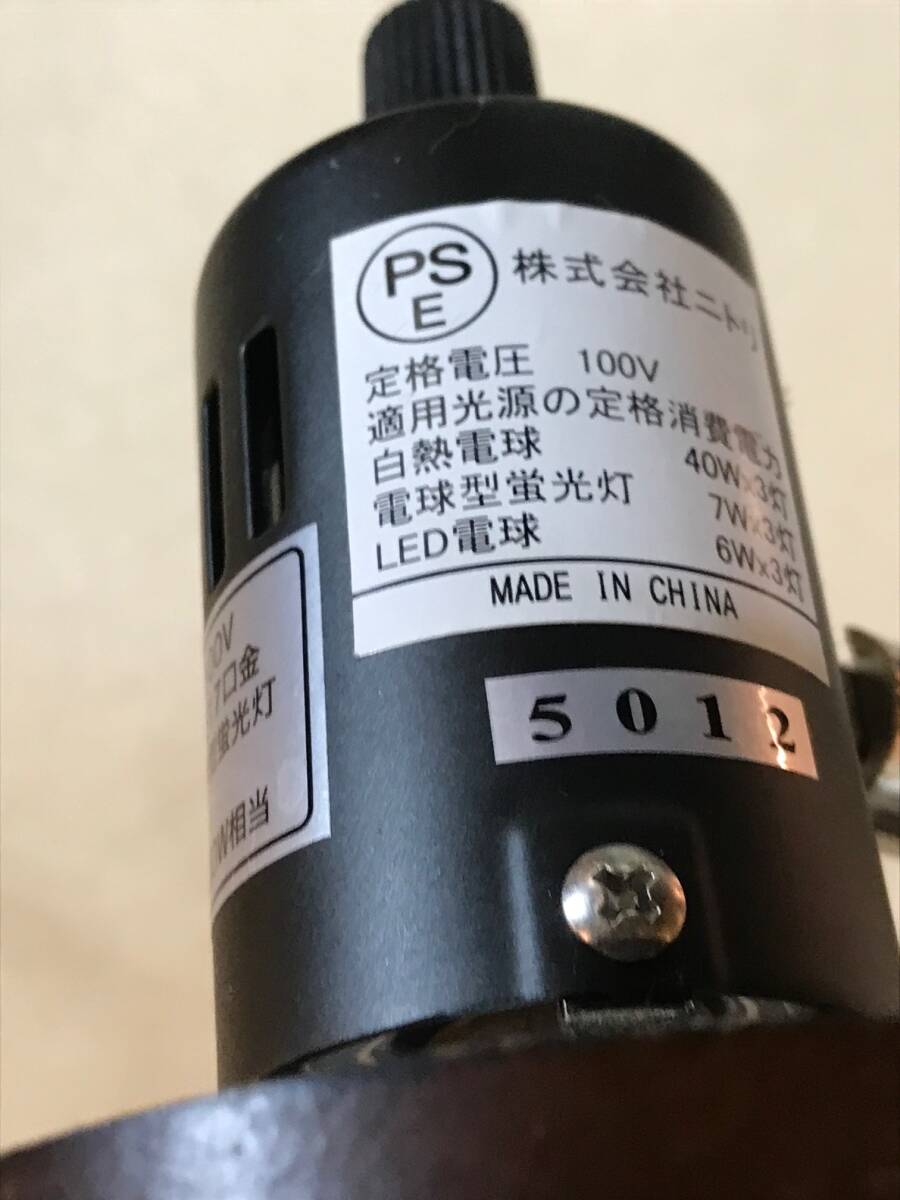 PS
E
株式会社ニトリ
定格電圧 100V
適用光源の定格消費電力
白熱電球 40W×3灯
電球型蛍光灯 7W×3灯
LED電球 6W×3灯
MADE IN CHINA
5012
0V
7口金
蛍光灯
W相当